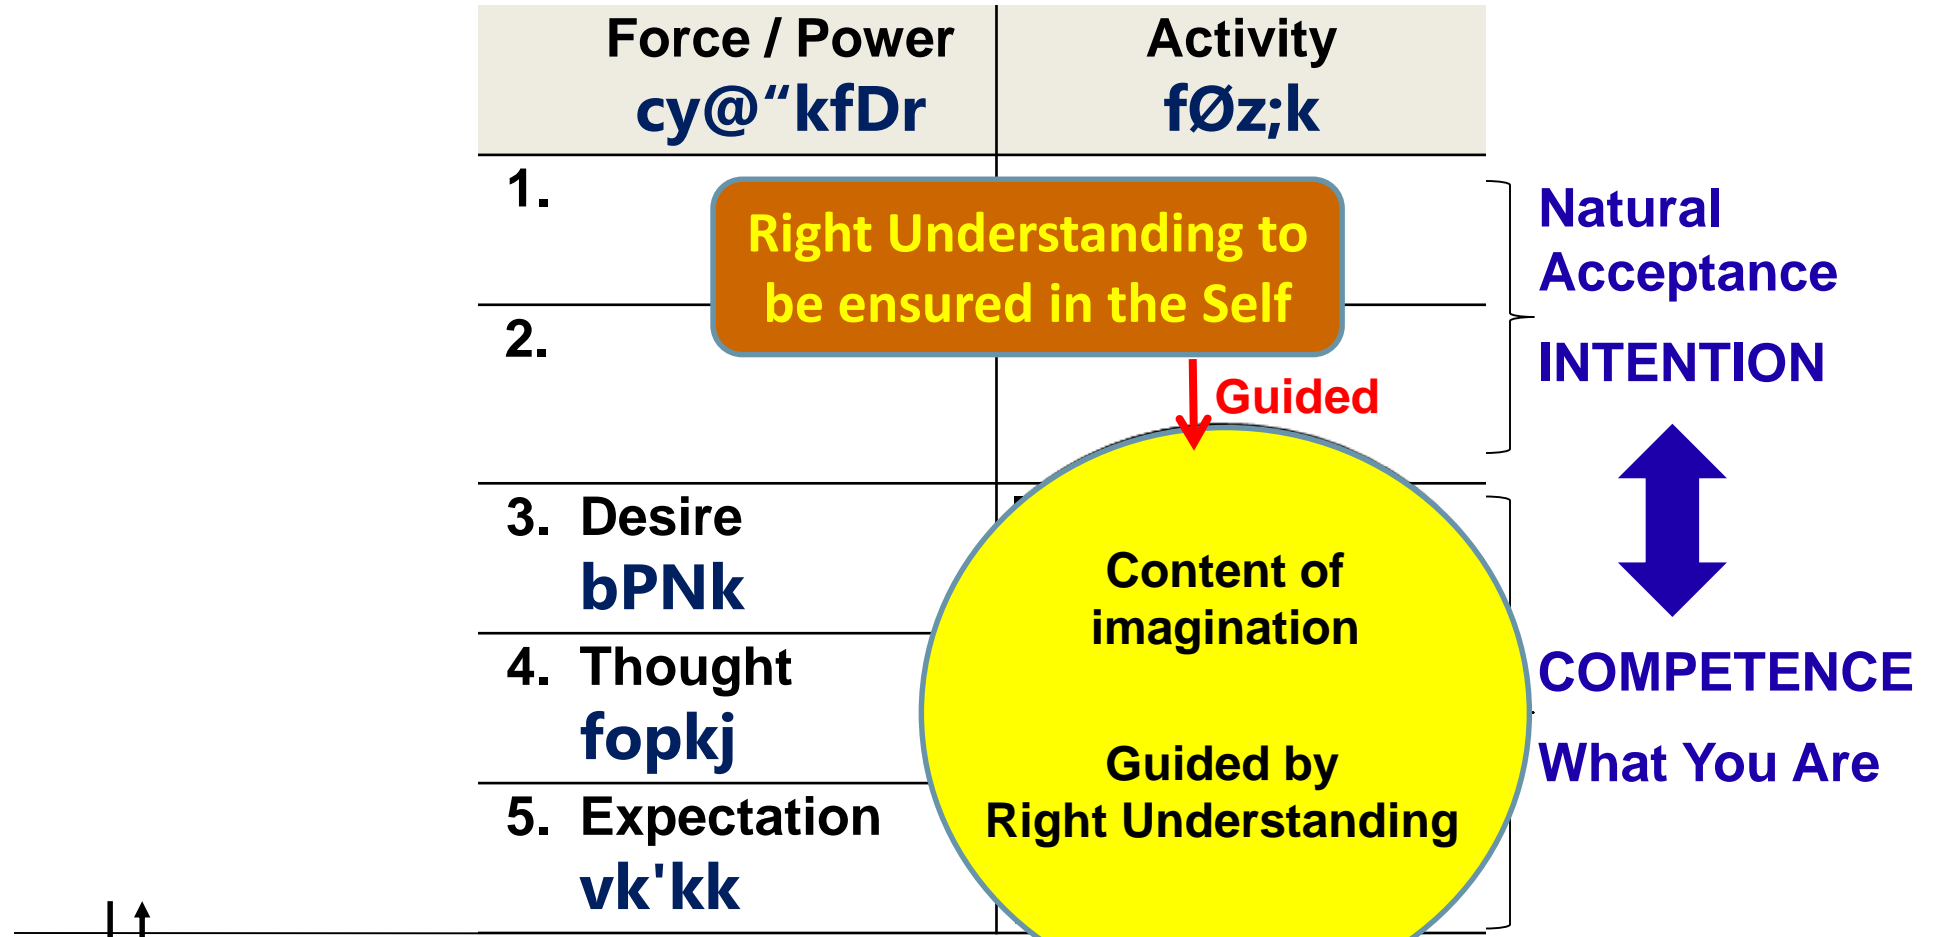 Force / Power
cy@“kfDr
Activity
fØz;k
1.
Right Understanding to
be ensured in the Self
2.
Guided
Natural
Acceptance
INTENTION
3. Desire
bPNk
4. Thought
fopkj
5. Expectation
vk'kk
Content of
imagination
Guided by
Right Understanding
COMPETENCE
What You Are